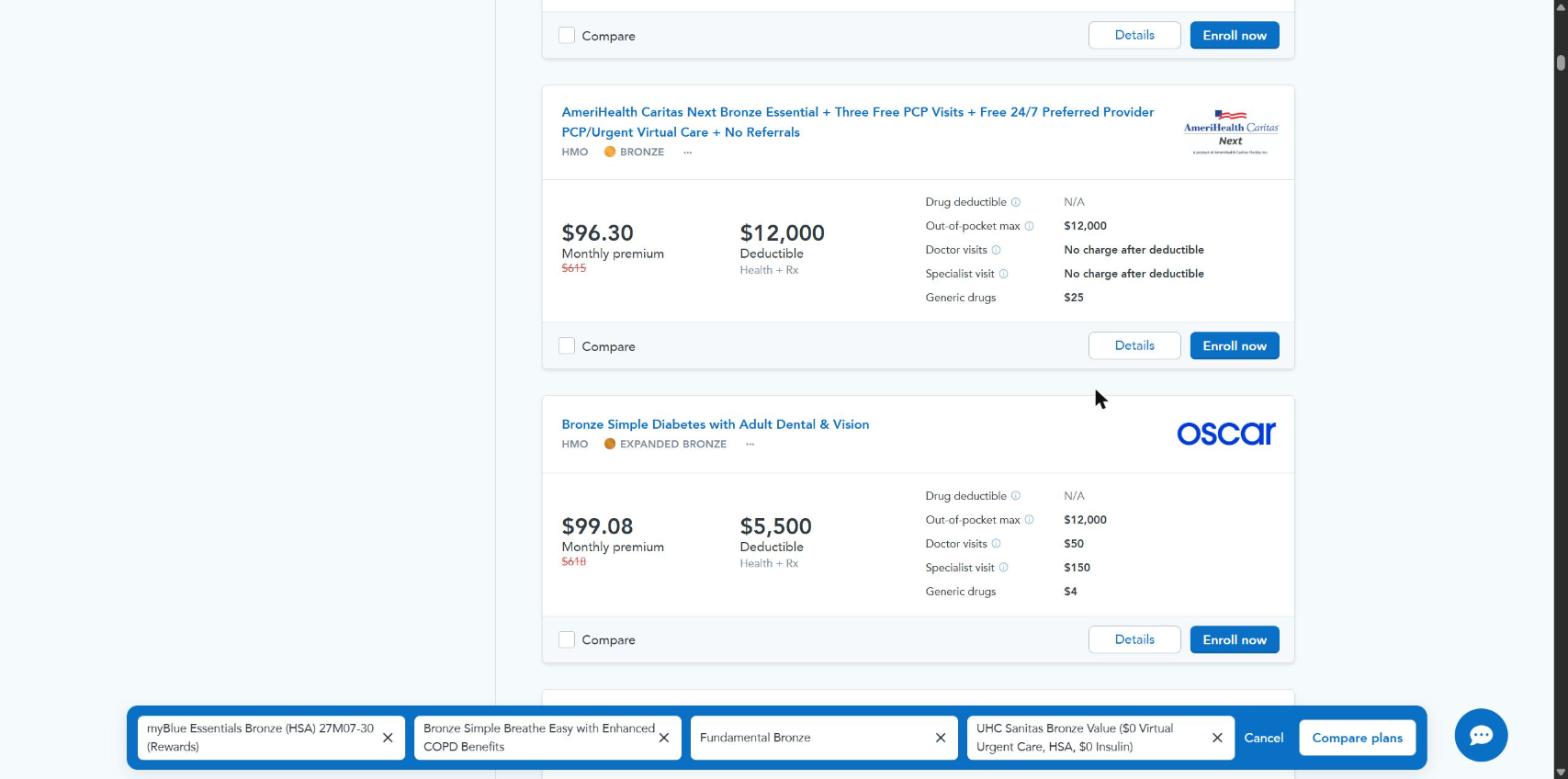 Compare
Details
Enroll now
AmeriHealth Caritas Next Bronze Essential + Three Free PCP Visits + Free 24/7 Preferred Provider
PCP/Urgent Virtual Care + No Referrals
HMO BRONZE ...
AmeriHealth Caritas
Next
$96.30
Monthly premium
$615
$12,000
Deductible
Health + Rx
Drug deductible N/A
Out-of-pocket max $12,000
Doctor visits No charge after deductible
Specialist visit No charge after deductible
Generic drugs $25
Compare
Details
Enroll now
Bronze Simple Diabetes with Adult Dental & Vision
HMO EXPANDED BRONZE ...
oscar
$99.08
Monthly premium
$618
$5,500
Deductible
Health + Rx
Drug deductible N/A
Out-of-pocket max $12,000
Doctor visits $50
Specialist visit $150
Generic drugs $4
Compare
Details
Enroll now
myBlue Essentials Bronze (HSA) 27M07-30
(Rewards)
Bronze Simple Breathe Easy with Enhanced
COPD Benefits
Fundamental Bronze
UHC Sanitas Bronze Value ($0 Virtual
Urgent Care, HSA, $0 Insulin)
Cancel
Compare plans